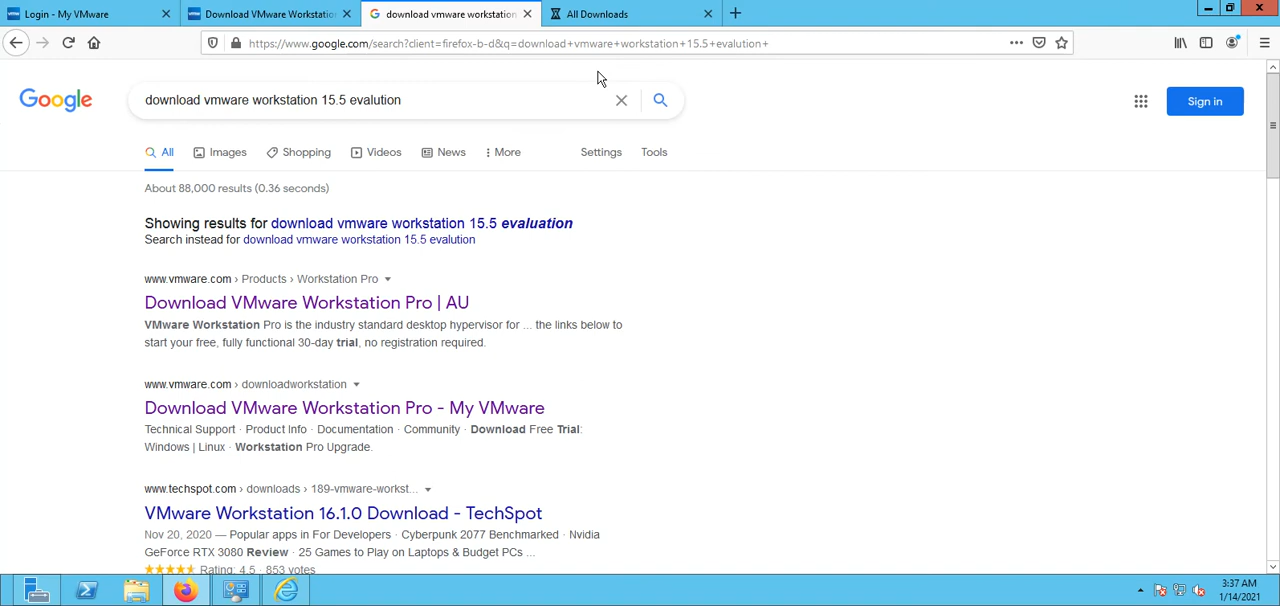 Login - My VMware
Download VMware Workstatio
download vmware workstation
All Downloads
https://www.google.com/search?client=firefox-b-d&q=download+vmware+workstation+15.5+evalution+
Google
download vmware workstation 15.5 evalution
Sign in
All
Images
Shopping
Videos
News
More
Settings
Tools
About 88,000 results (0.36 seconds)
Showing results for download vmware workstation 15.5 evaluation
Search instead for download vmware workstation 15.5 evalution
www.vmware.com › Products › Workstation Pro
Download VMware Workstation Pro | AU
VMware Workstation Pro is the industry standard desktop hypervisor for ... the links below to
start your free, fully functional 30-day trial, no registration required.
www.vmware.com › downloadworkstation
Download VMware Workstation Pro - My VMware
Technical Support · Product Info · Documentation · Community · Download Free Trial:
Windows | Linux · Workstation Pro Upgrade.
www.techspot.com › downloads › 189-vmware-workst...
VMware Workstation 16.1.0 Download - TechSpot
Nov 20, 2020 — Popular apps in For Developers · Cyberpunk 2077 Benchmarked · Nvidia
GeForce RTX 3080 Review · 25 Games to Play on Laptops & Budget PCs ...
Rating: 4.5 · 853 votes
3:37 AM
1/14/2021